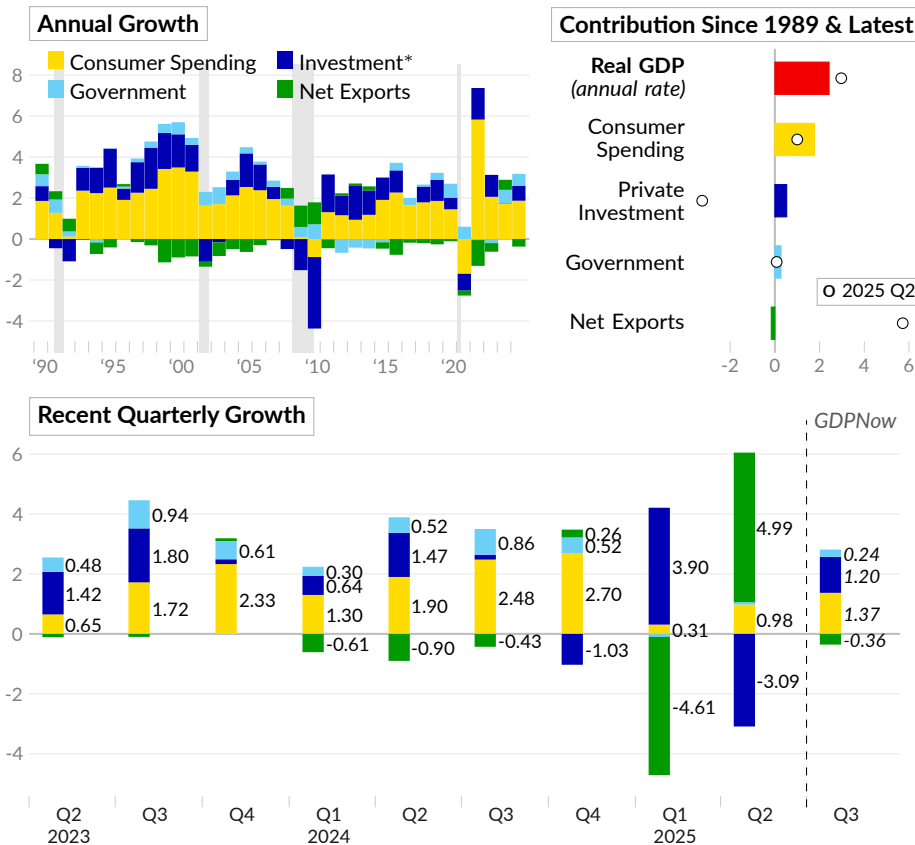 Annual Growth
Consumer Spending
Investment*
Government
Net Exports
8
6
4
2
0
-2
-4
‘90
‘95
‘00
‘05
‘10
‘15
‘20
Contribution Since 1989 & Latest
Real GDP
(annual rate)
Consumer
Spending
Private
Investment
Government
Net Exports
2025 Q2
-2
0
2
4
6
Recent Quarterly Growth
GDPNow
6
4
2
0
-2
-4
0.48
1.42
0.65
0.94
1.80
1.72
0.61
2.33
0.30
0.64
1.30
-0.61
0.52
1.47
1.90
-0.90
0.86
2.48
-0.43
0.26
0.52
2.70
-1.03
3.90
0.31
-4.61
4.99
0.98
-3.09
0.24
1.20
1.37
-0.36
Q2
2023
Q3
Q4
Q1
2024
Q2
Q3
Q4
Q1
2025
Q2
Q3